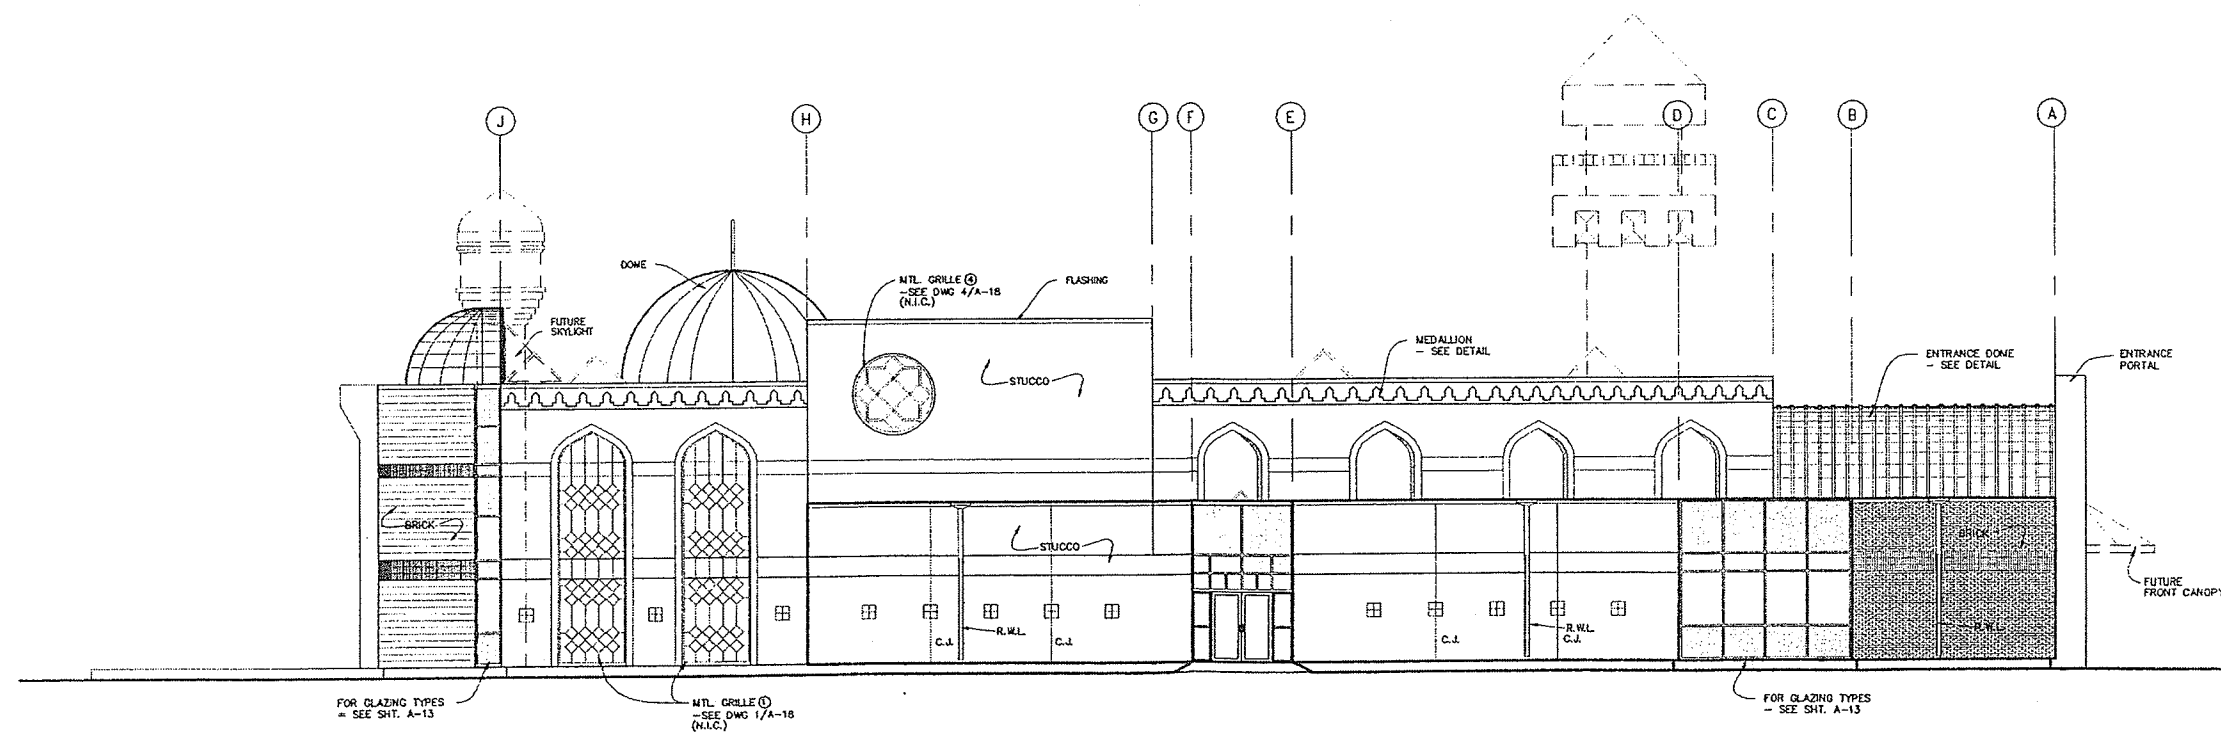 J
H
G
F
E
D
C
B
A
DOME
MTL. GRILLE 4
-SEE DWG 4/A-18
(N.I.C.)
FLASHING
FUTURE
SKYLIGHT
STUCCO
MEDALLION
- SEE DETAIL
ENTRANCE DOME
- SEE DETAIL
ENTRANCE
PORTAL
BRICK
STUCCO
BRICK
FUTURE
FRONT CANOPY
C.J.
R.W.L.
C.J.
C.J.
R.W.L.
C.J.
R.W.L.
FOR GLAZING TYPES
= SEE SHT. A-13
MTL. GRILLE 1
-SEE DWG 1/A-18
(N.I.C.)
FOR GLAZING TYPES
- SEE SHT. A-13